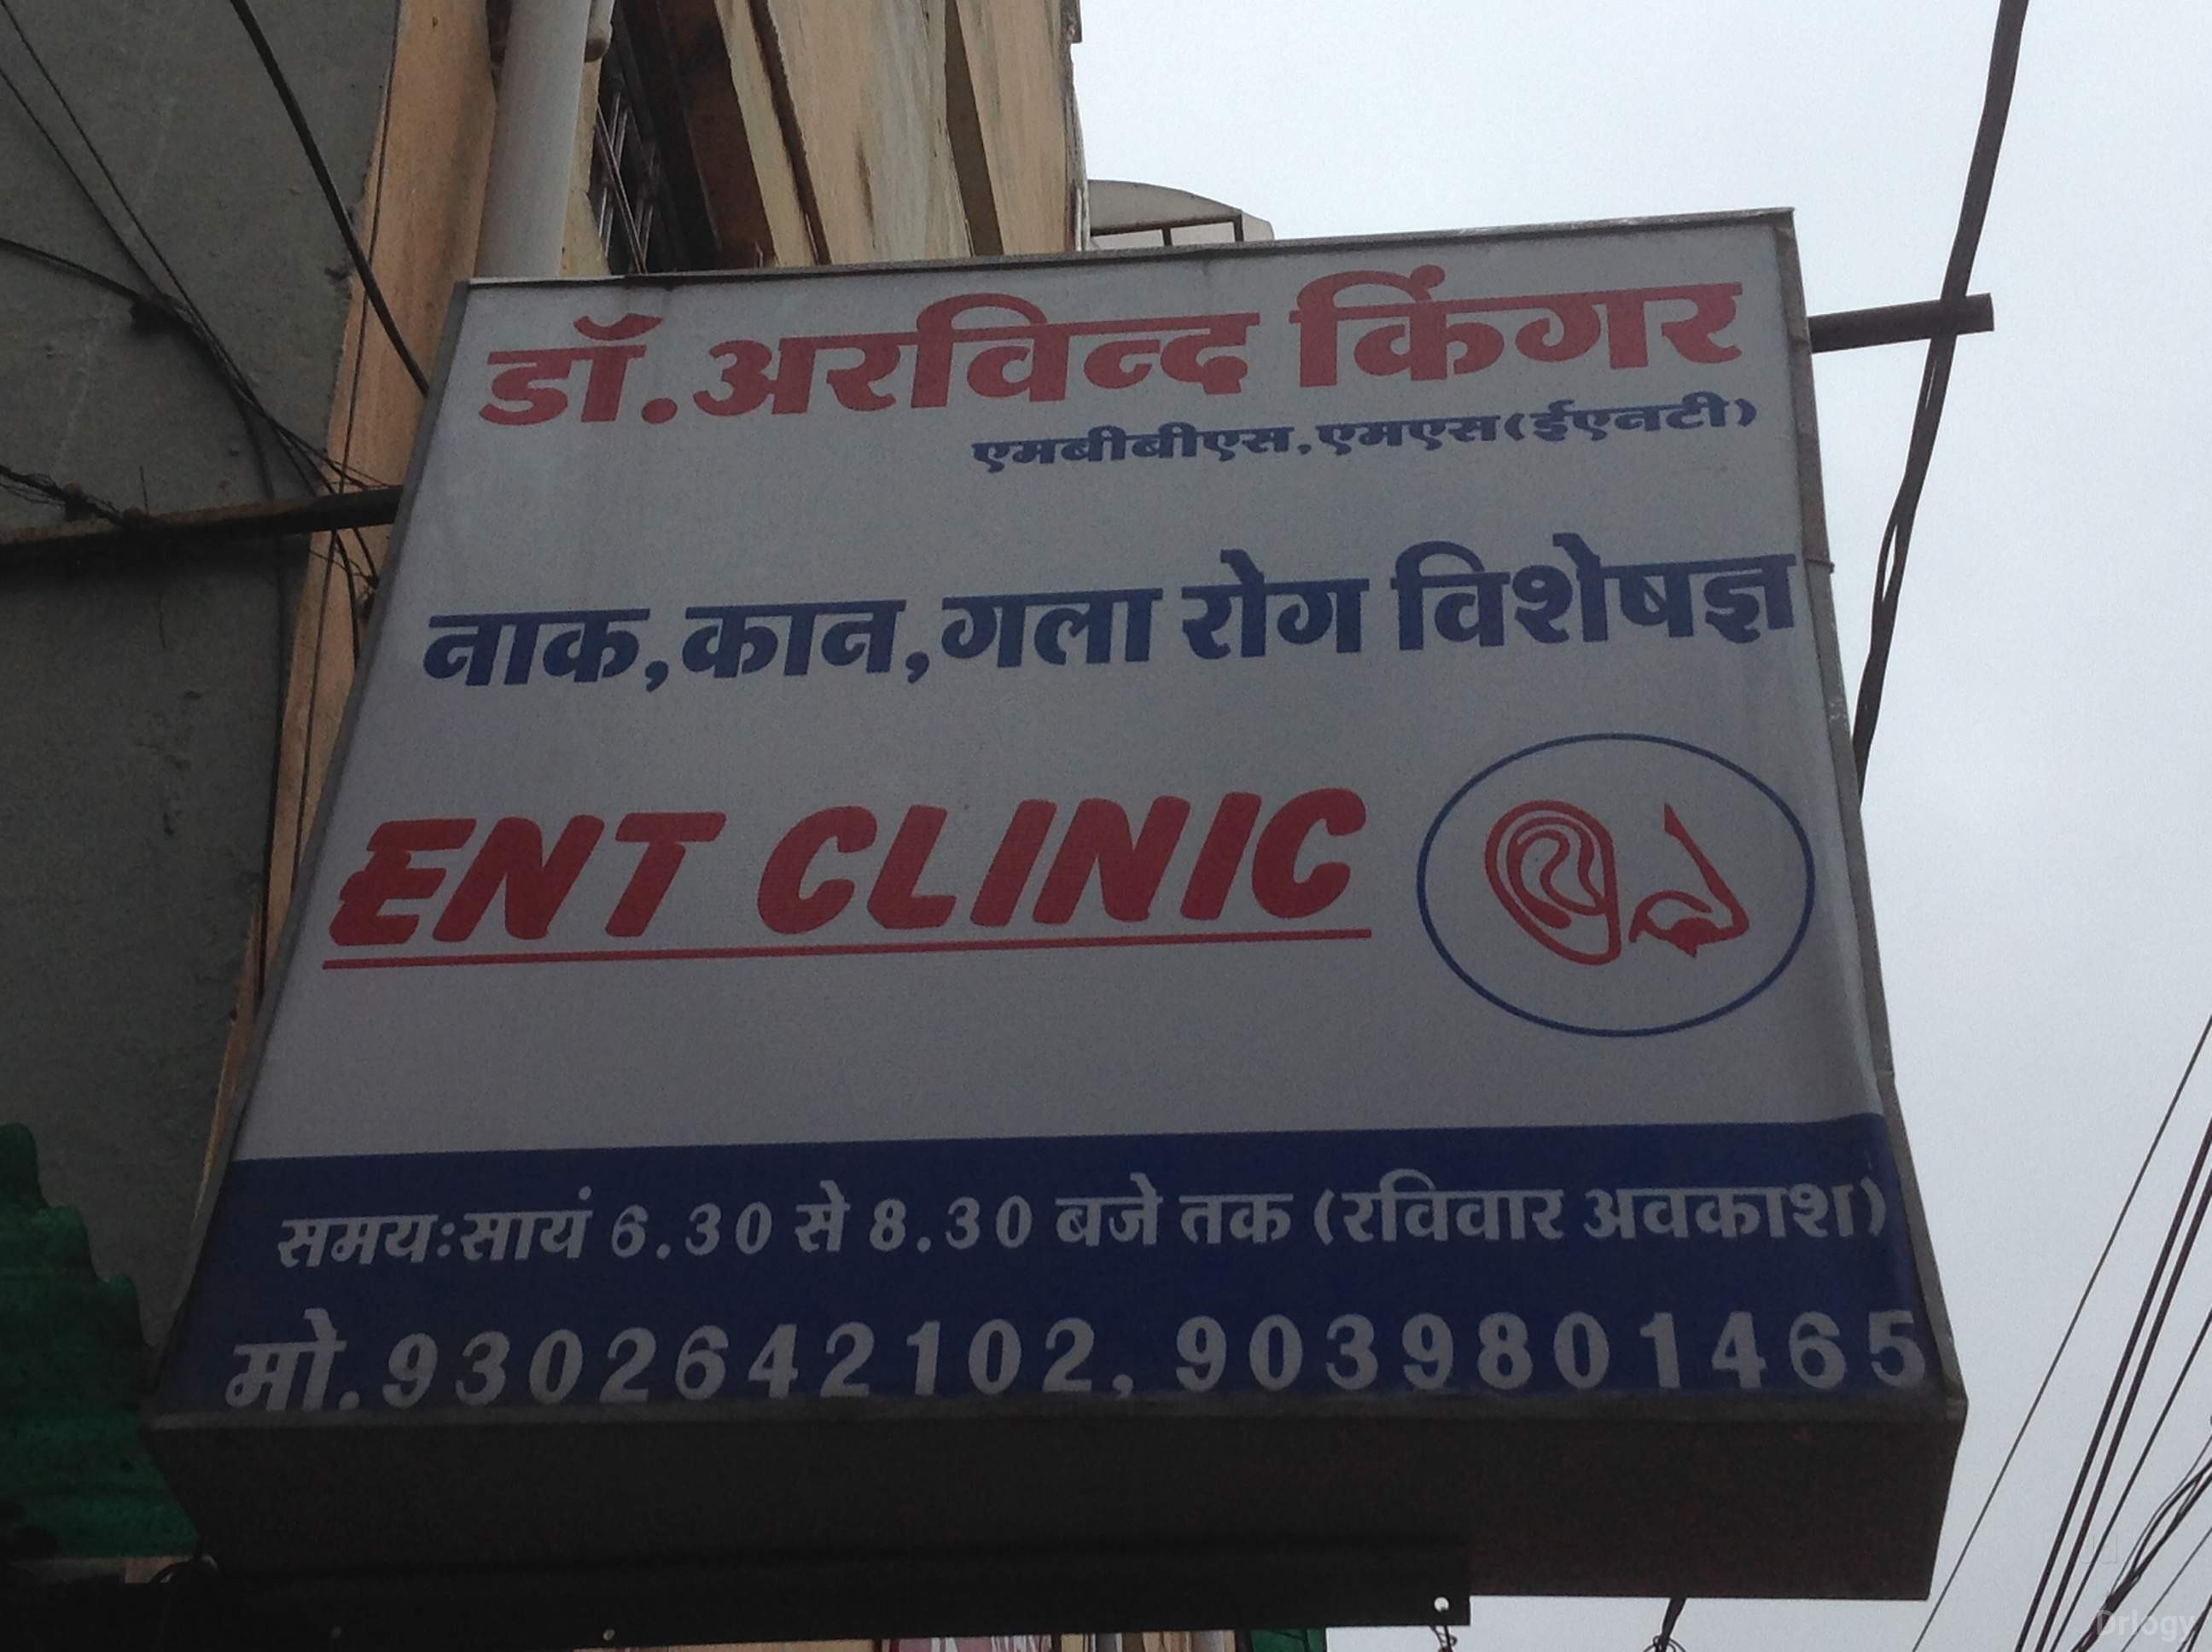 डॉ.अरविन्द किंगर
एमबीबीएस,एमएस(ईएनटी)
नाक,कान,गला रोग विशेषज्ञ
ENT CLINIC
समय:सायं 6.30 से 8.30 बजे तक (रविवार अवकाश)
मो.9302642102, 9039801465
Drlogy